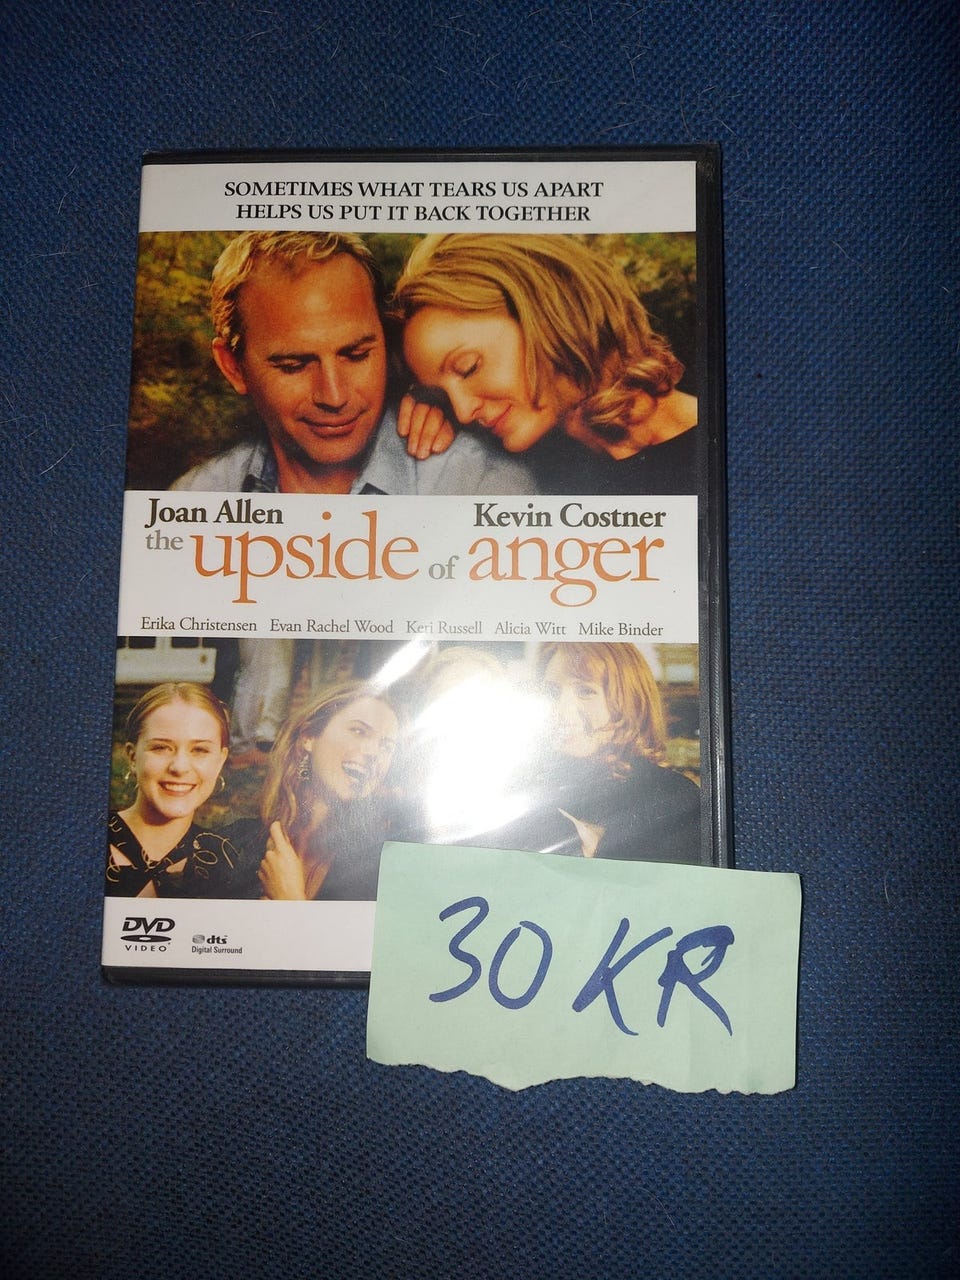 SOMETIMES WHAT TEARS US APART
HELPS US PUT IT BACK TOGETHER
Joan Allen Kevin Costner
the upside of anger
Erika Christensen Evan Rachel Wood Keri Russell Alicia Witt Mike Binder
DVD
VIDEO
dts
Digital Surround
30 KR